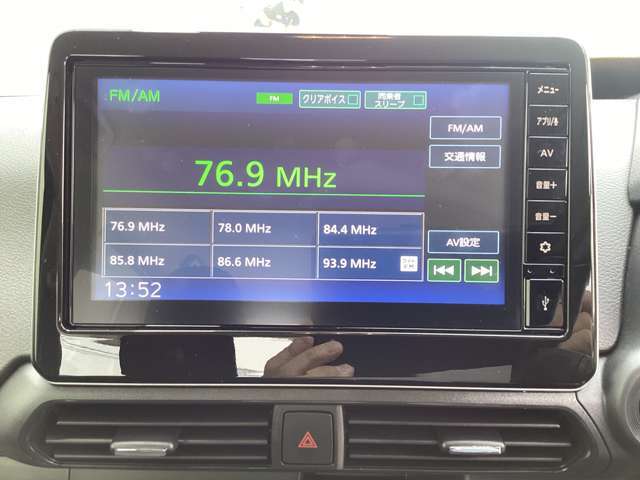 FM/AM
FM
クリアボイス
同乗者
スリープ
メニュー
アプリ/
FM/AM
AV
交通情報
76.9 MHz
音量+
76.9 MHz 78.0 MHz 84.4 MHz
音量−
85.8 MHz 86.6 MHz 93.9 MHz
AV設定
13:52